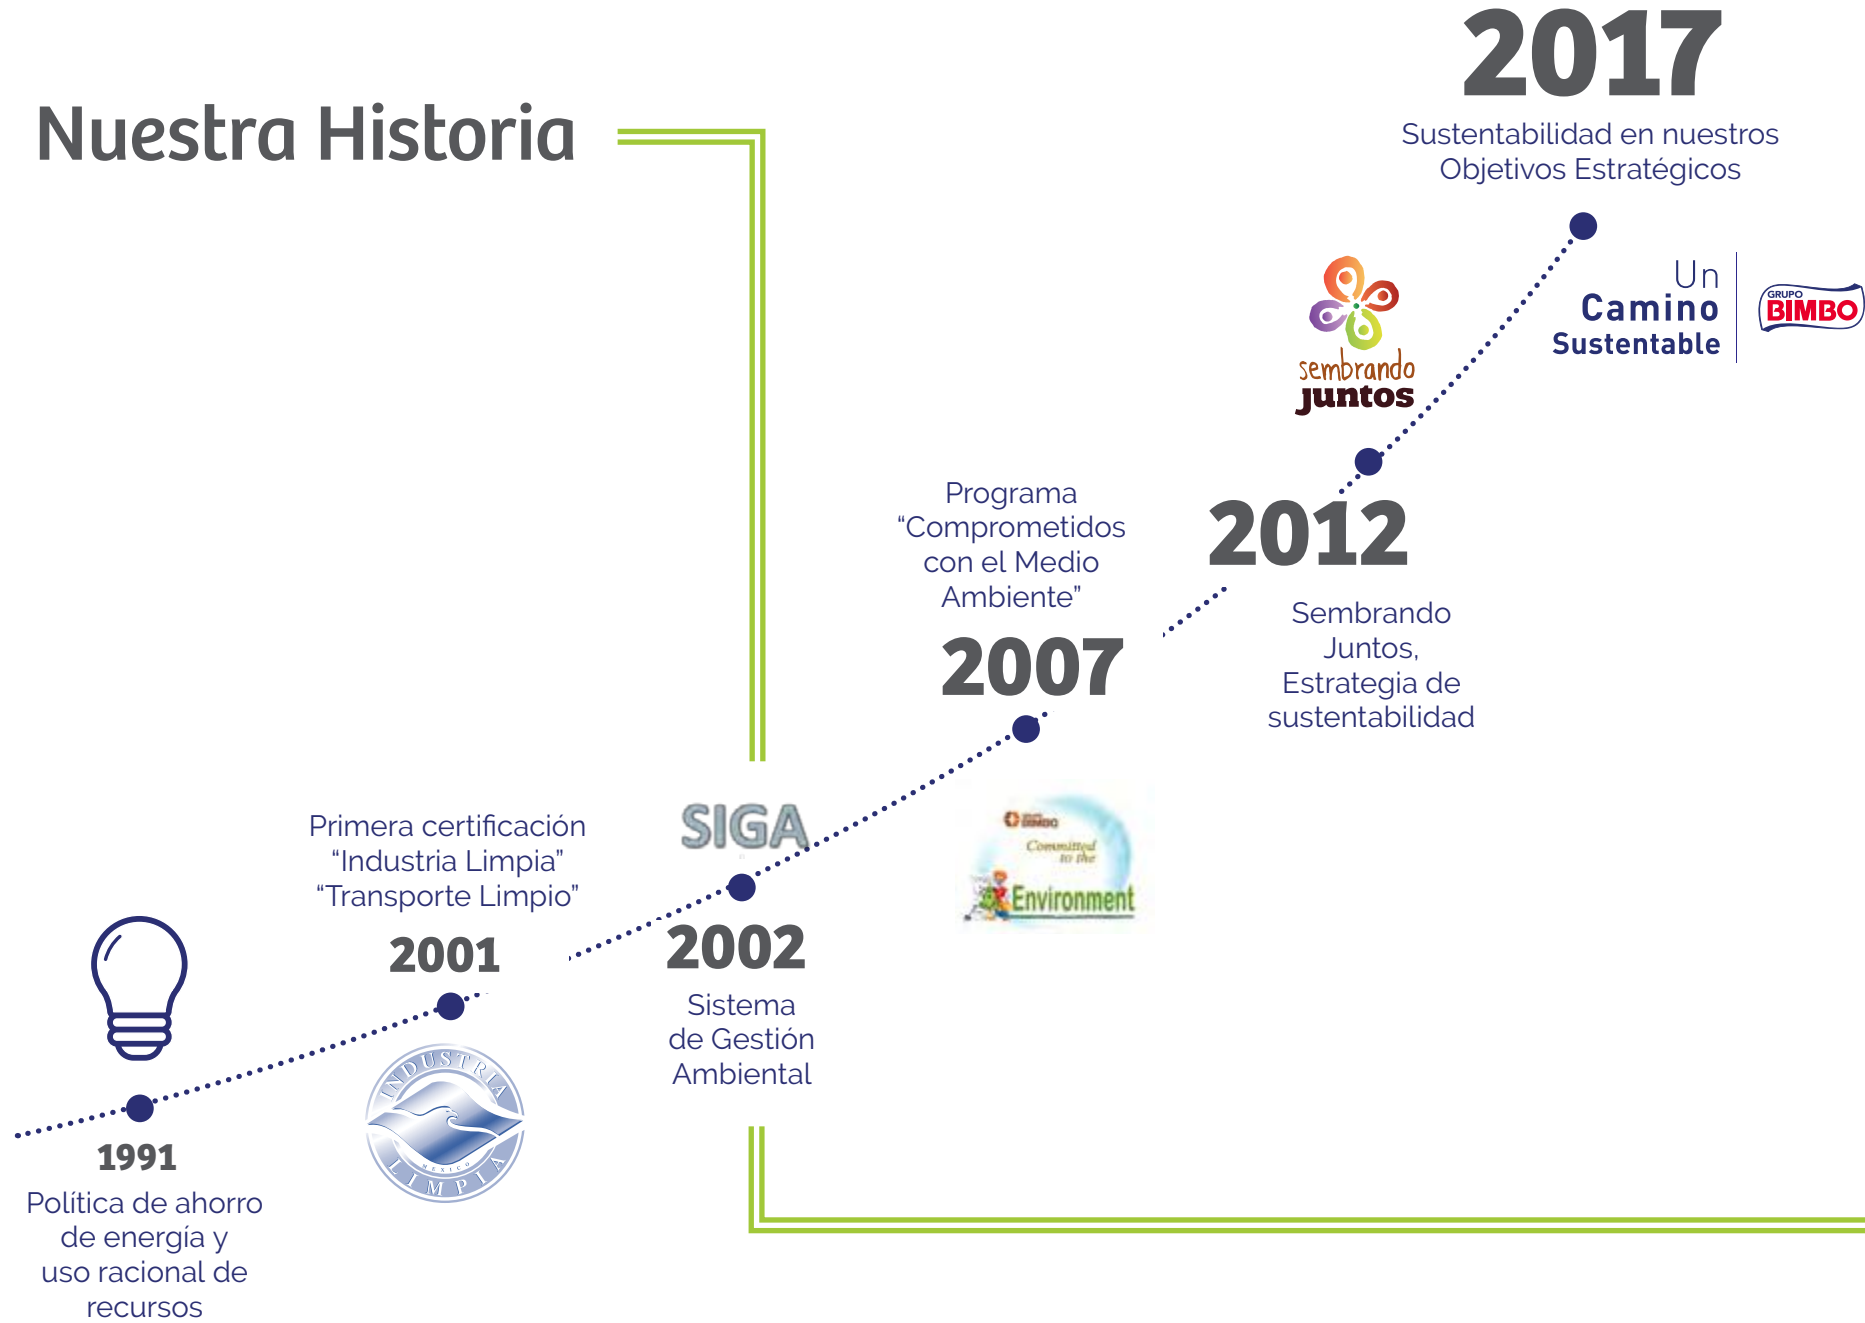 Nuestra Historia
2017
Sustentabilidad en nuestros
Objetivos Estratégicos
Un
Camino
Sustentable
GRUPO
BIMBO
sembrando
juntos
2012
Sembrando
Juntos,
Estrategia de
sustentabilidad
Programa
“Comprometidos
con el Medio
Ambiente”
2007
BIMBO
Committed
to the
Environment
SIGA
2002
Sistema
de Gestión
Ambiental
Primera certificación
“Industria Limpia”
“Transporte Limpio”
2001
INDUSTRIA
MEXICO
LIMPIA
1991
Política de ahorro
de energía y
uso racional de
recursos